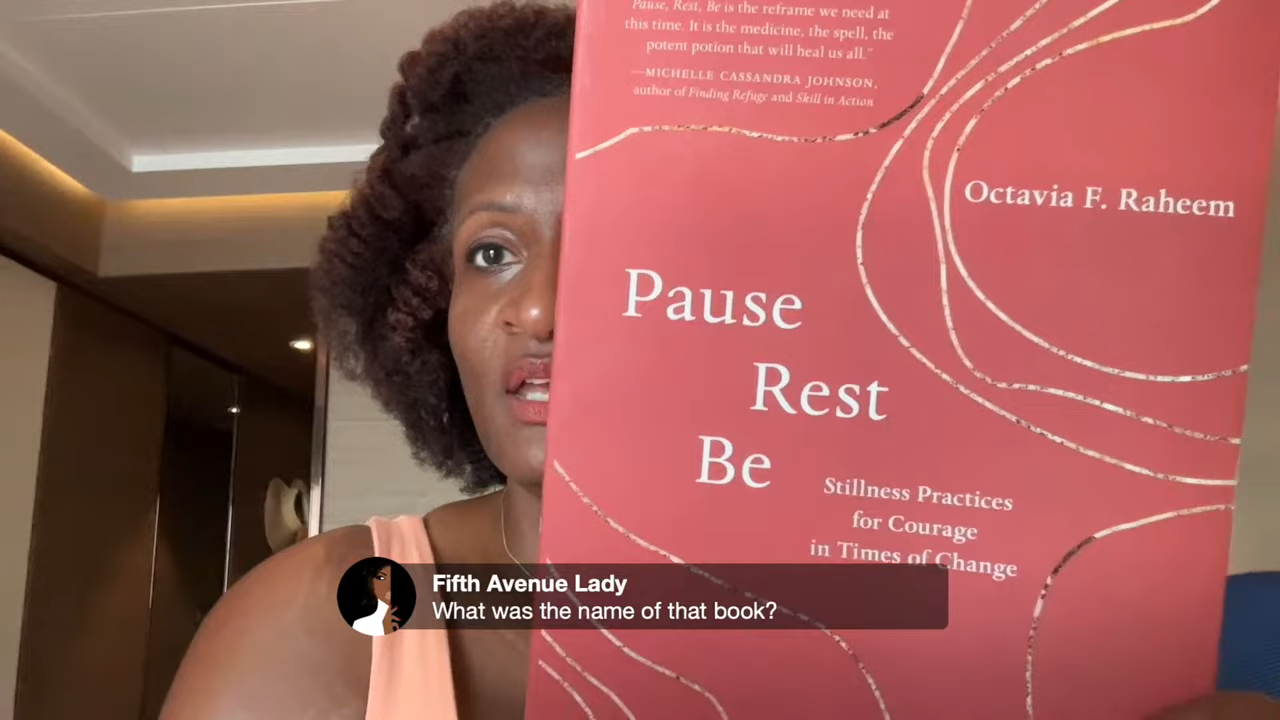 Pause, Rest, Be is the reframe we need at
this time. It is the medicine, the spell, the
potent potion that will heal us all.”
—MICHELLE CASSANDRA JOHNSON,
author of Finding Refuge and Skill in Action
Octavia F. Raheem
Pause
Rest
Be
Stillness Practices
for Courage
in Times of Change
Fifth Avenue Lady
What was the name of that book?